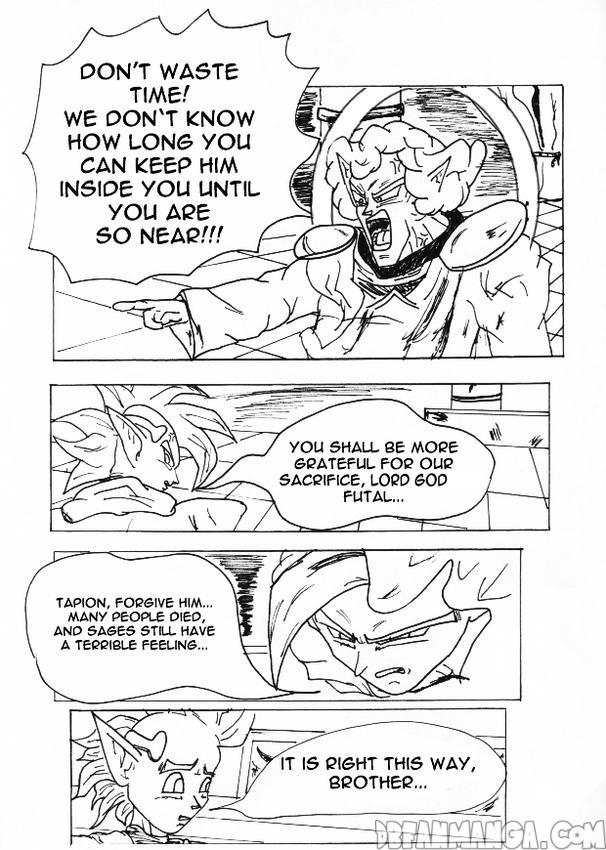 DON'T WASTE
TIME!
WE DON'T KNOW
HOW LONG YOU
CAN KEEP HIM
INSIDE YOU UNTIL
YOU ARE
SO NEAR!!!
YOU SHALL BE MORE
GRATEFUL FOR OUR
SACRIFICE, LORD GOD
FUTAL...
TAPION, FORGIVE HIM...
MANY PEOPLE DIED,
AND SAGES STILL HAVE
A TERRIBLE FEELING...
IT IS RIGHT THIS WAY,
BROTHER...
DBFANMANGA.COM